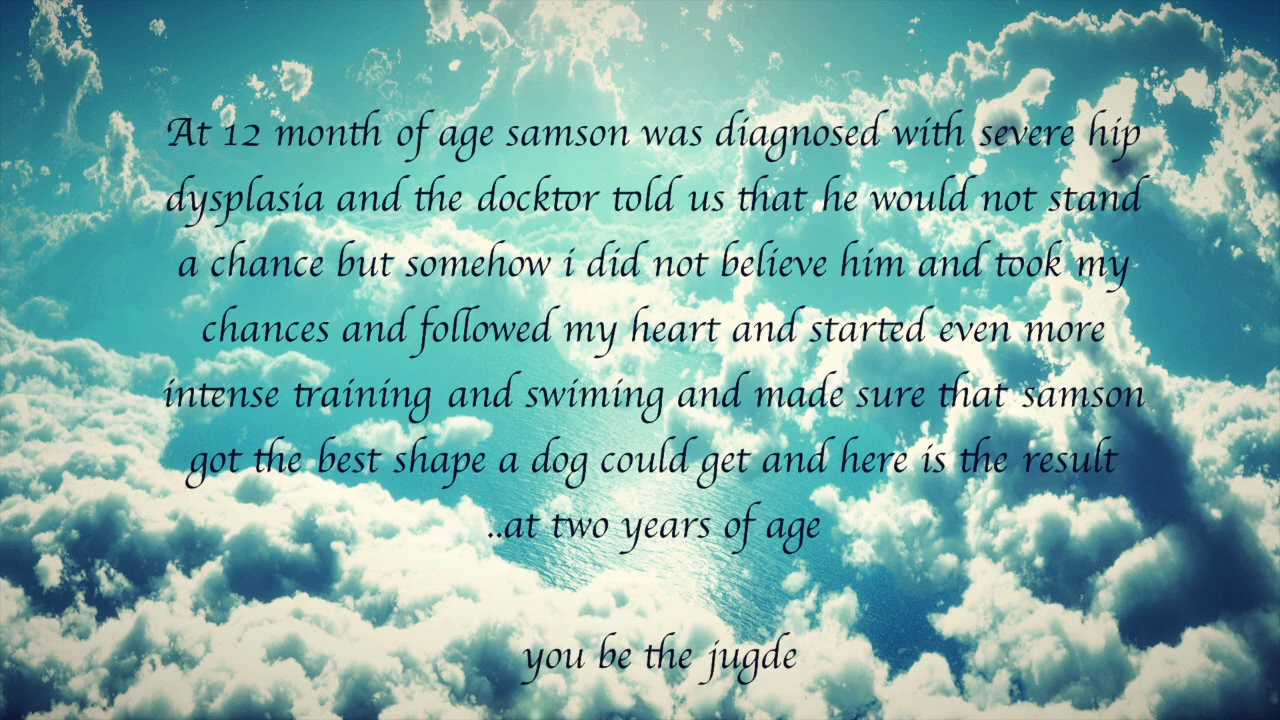 At 12 month of age samson was diagnosed with severe hip
dysplasia and the docktor told us that he would not stand
a chance but somehow i did not believe him and took my
chances and followed my heart and started even more
intense training and swiming and made sure that samson
got the best shape a dog could get and here is the result
..at two years of age
you be the jugde